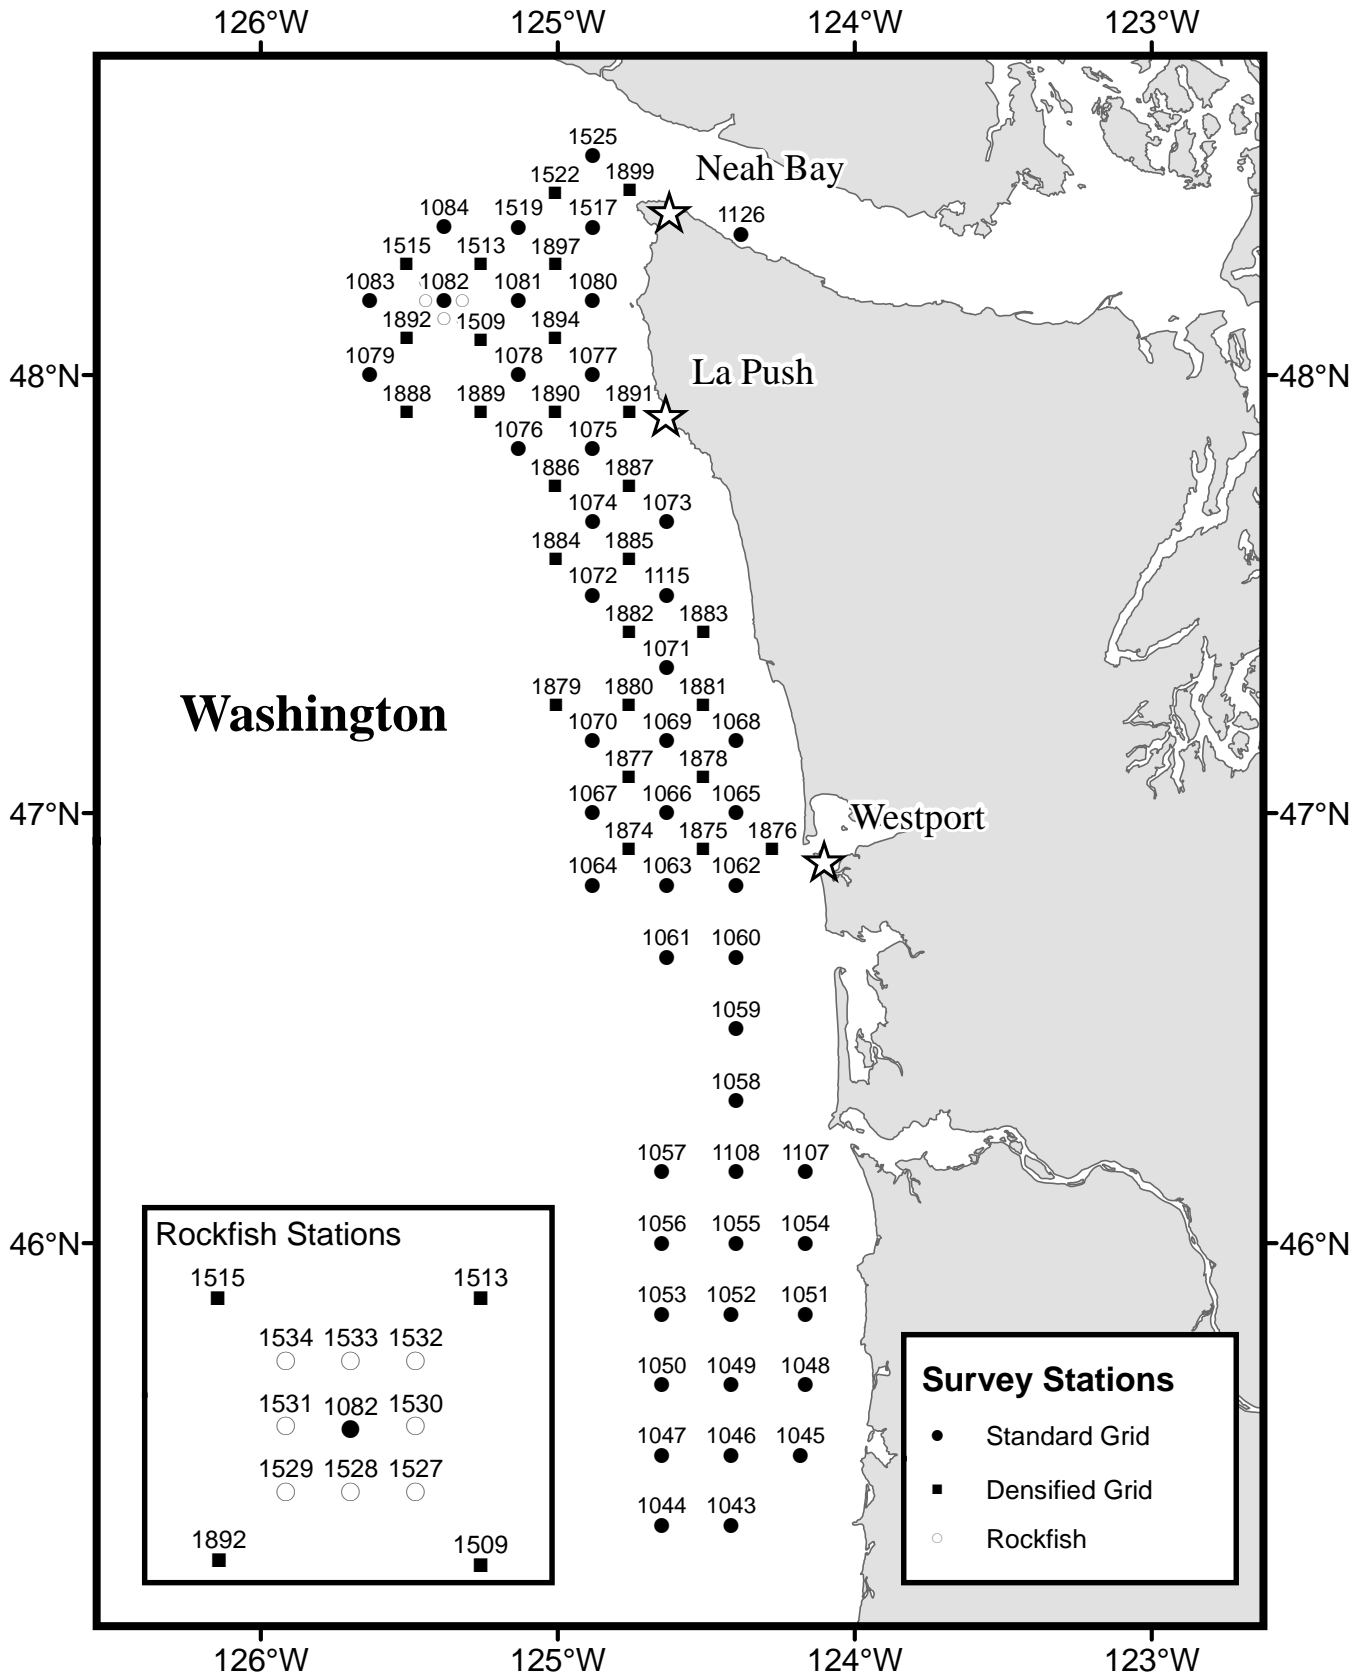 126°W 125°W 124°W 123°W
1525
Neah Bay
1522 1899
1084 1519 1517 1126
1515 1513 1897
1083 1082 1081 1080
1892 1509 1894
1079 1078 1077
La Push
48°N 48°N
1888 1889 1890 1891
1076 1075
1886 1887
1074 1073
1884 1885
1072 1115
1882 1883
1071
1879 1880 1881
Washington
1070 1069 1068
1877 1878
1067 1066 1065
47°N 47°N
Westport
1874 1875 1876
1064 1063 1062
1061 1060
1059
1058
1057 1108 1107
1056 1055 1054
46°N 46°N
1053 1052 1051
1050 1049 1048
1047 1046 1045
1044 1043
Rockfish Stations
1515 1513
1534 1533 1532
1531 1082 1530
1529 1528 1527
1892 1509
Survey Stations
Standard Grid
Densified Grid
Rockfish
126°W 125°W 124°W 123°W